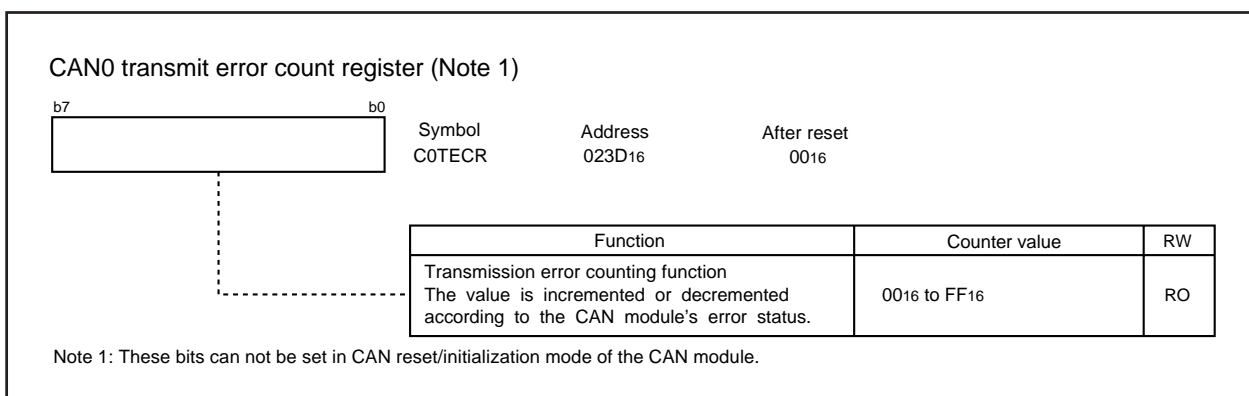 CAN0 transmit error count register (Note 1)
b7 b0
Symbol Address After reset
C0TECR 023D16 0016
Function Counter value RW
Transmission error counting function
The value is incremented or decremented 0016 to FF16 RO
according to the CAN module's error status.
Note 1: These bits can not be set in CAN reset/initialization mode of the CAN module.